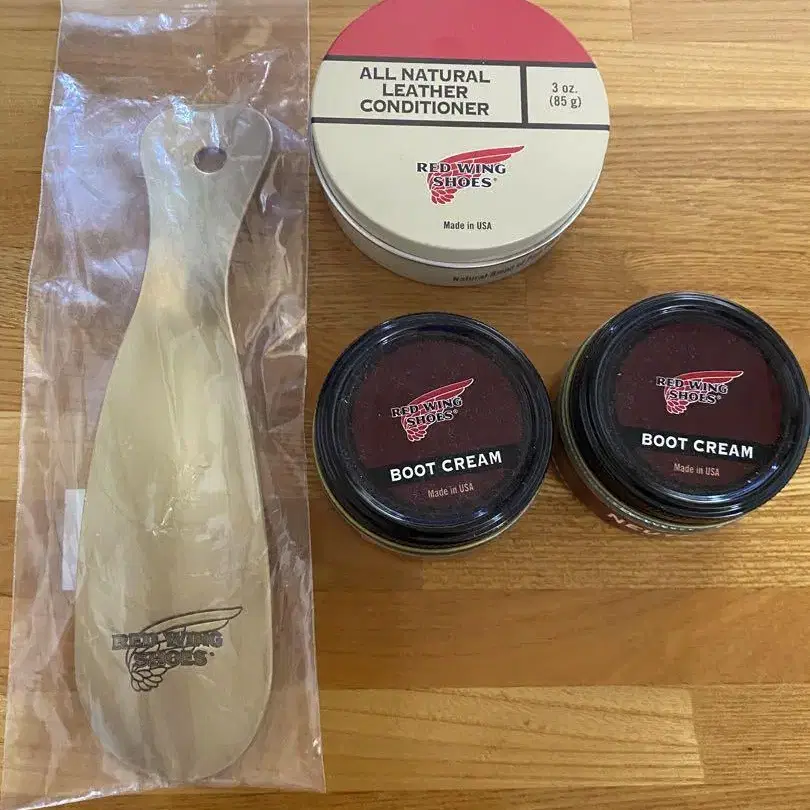 ALL NATURAL
LEATHER
CONDITIONER
3 oz.
(85 g)
RED WING
SHOES®
Made in USA
RED WING
SHOES®
BOOT CREAM
Made in USA
RED WING
SHOES®
BOOT CREAM
Made in USA
RED WING
SHOES